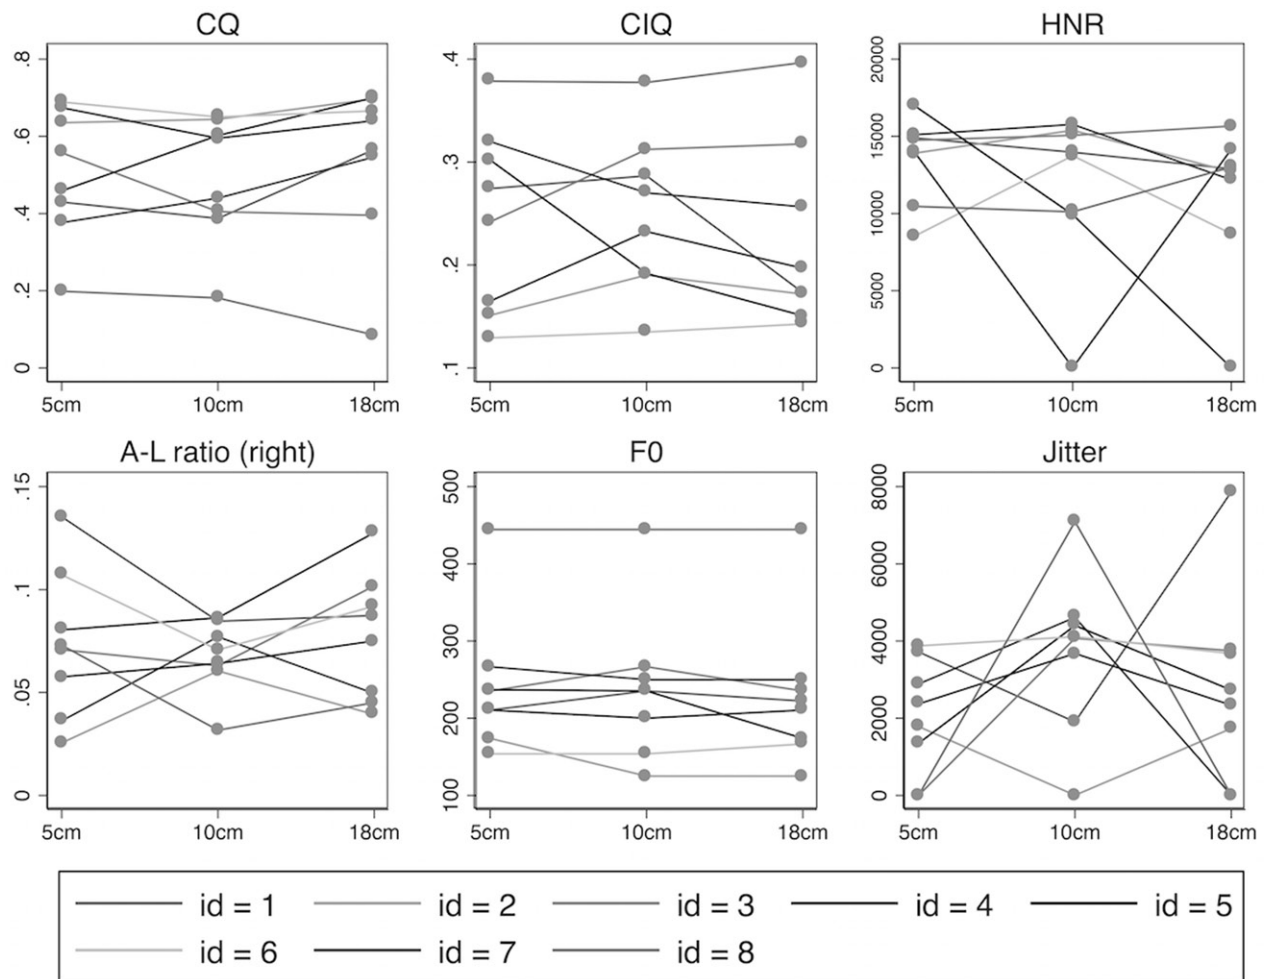 CQ
CIQ
HNR
.8
.6
.4
.2
0
5cm 10cm 18cm
.4
.3
.2
.1
5cm 10cm 18cm
20000
15000
10000
5000
0
5cm 10cm 18cm
A-L ratio (right)
F0
Jitter
.15
.1
.05
0
5cm 10cm 18cm
500
400
300
200
100
5cm 10cm 18cm
8000
6000
4000
2000
0
5cm 10cm 18cm
id = 1 id = 2 id = 3 id = 4 id = 5
id = 6 id = 7 id = 8